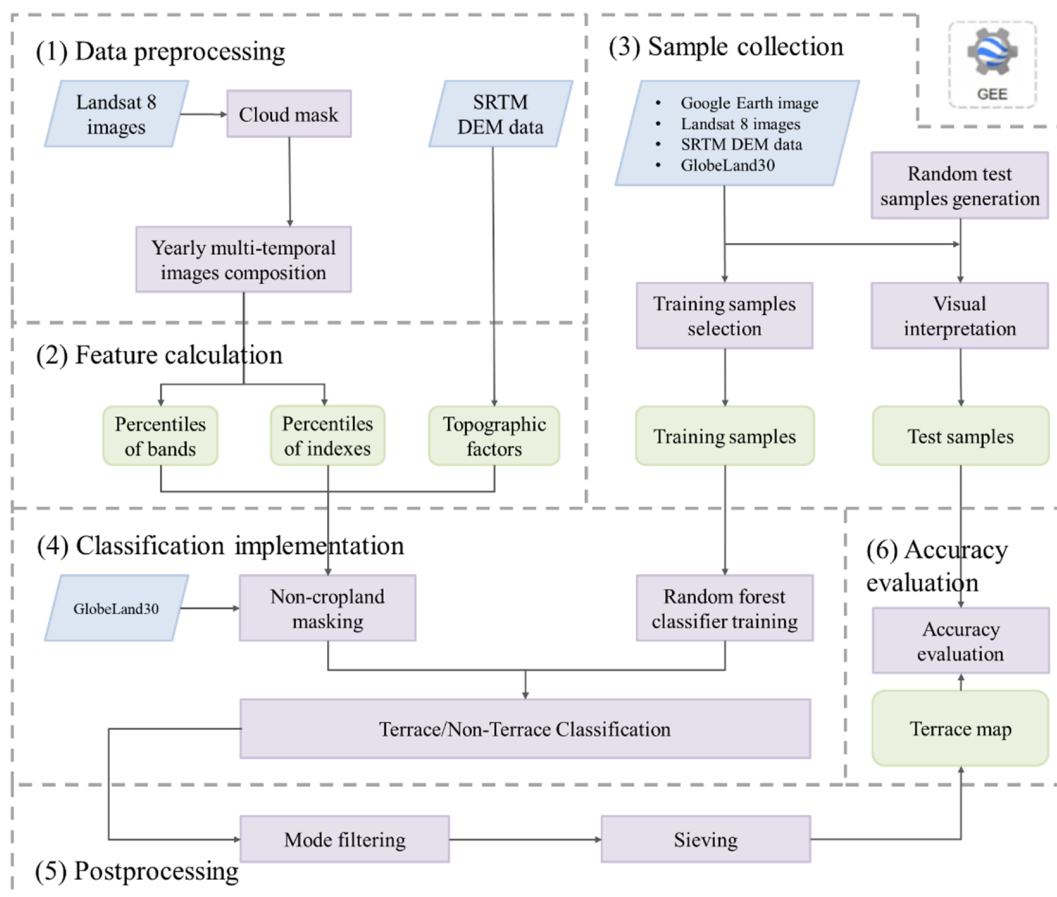 (1) Data preprocessing
Landsat 8
images
Cloud mask
SRTM
DEM data
Yearly multi-temporal
images composition
(2) Feature calculation
Percentiles
of bands
Percentiles
of indexes
Topographic
factors
(3) Sample collection
GEE
• Google Earth image
• Landsat 8 images
• SRTM DEM data
• GlobeLand30
Random test
samples generation
Training samples
selection
Visual
interpretation
Training samples
Test samples
(4) Classification implementation
GlobeLand30
Non-cropland
masking
Random forest
classifier training
Terrace/Non-Terrace Classification
(6) Accuracy
evaluation
Accuracy
evaluation
Terrace map
Mode filtering
Sieving
(5) Postprocessing